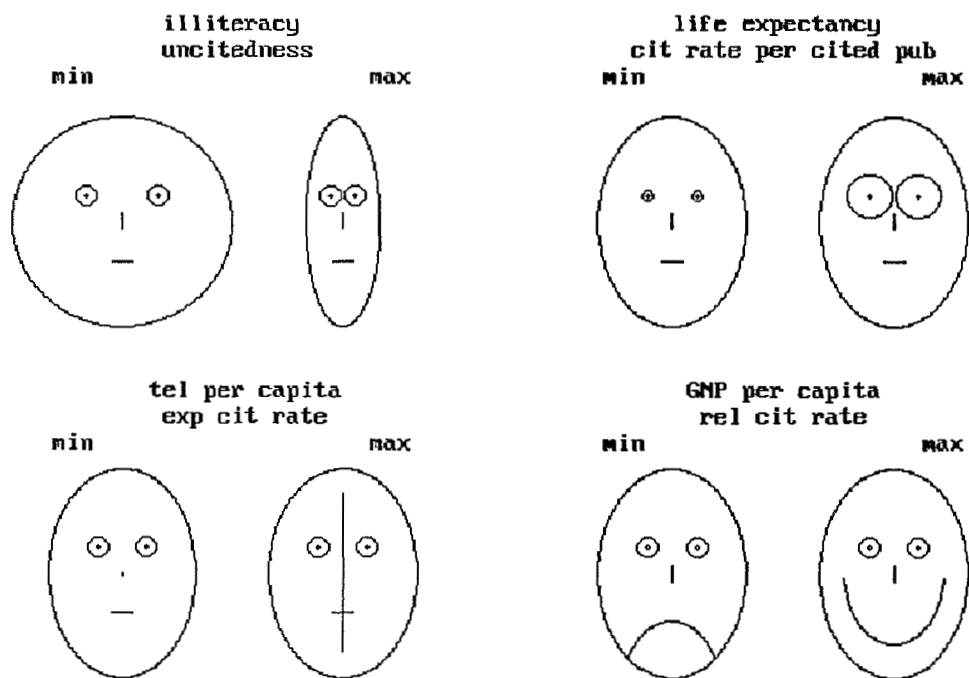 illiteracy
uncitedness
min max
life expectancy
cit rate per cited pub
min max
tel per capita
exp cit rate
min max
GNP per capita
rel cit rate
min max